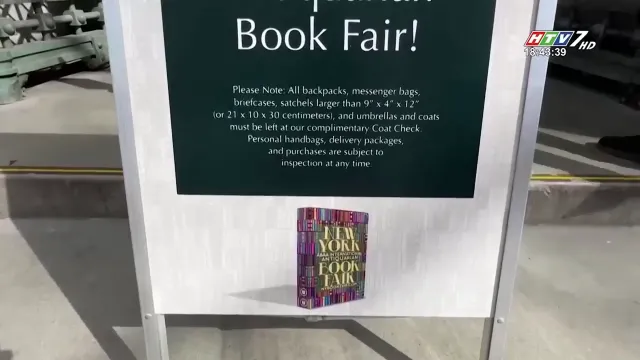 Book Fair!
HTV7 HD
18:43:39
Please Note: All backpacks, messenger bags,
briefcases, satchels larger than 9" x 4" x 12"
(or 21 x 10 x 30 centimeters), and umbrellas and coats
must be left at our complimentary Coat Check.
Personal handbags, delivery packages,
and purchases are subject to
inspection at any time
NEW
YORK
ABAA INTERNATIONAL
ANTIQUARIAN
BOOK
FAIR